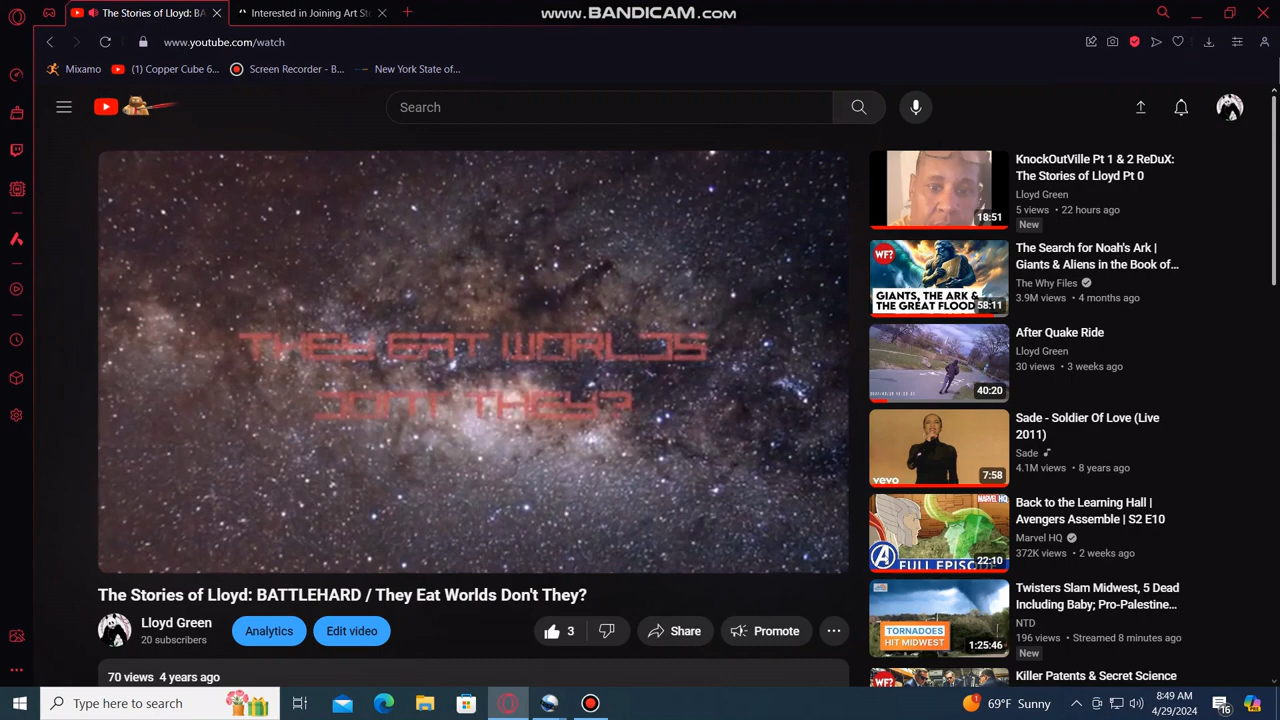 The Stories of Lloyd: BA
Interested in Joining Art St
www.BANDICAM.com
www.youtube.com/watch
Mixamo
(1) Copper Cube 6...
Screen Recorder - B...
New York State of...
Search
THEY EAT WORLDS
DON'T THEY?
The Stories of Lloyd: BATTLEHARD / They Eat Worlds Don't They?
Lloyd Green
20 subscribers
Analytics
Edit video
3
Share
Promote
70 views 4 years ago
18:51
KnockOutVille Pt 1 & 2 ReDuX:
The Stories of Lloyd Pt 0
Lloyd Green
5 views • 22 hours ago
New
WF?
GIANTS, THE ARK &
THE GREAT FLOOD
58:11
The Search for Noah's Ark |
Giants & Aliens in the Book of...
The Why Files
3.9M views • 4 months ago
40:20
After Quake Ride
Lloyd Green
30 views • 3 weeks ago
vevo
7:58
Sade - Soldier Of Love (Live
2011)
Sade
4.1M views • 8 years ago
MARVEL HQ
A
FULL EPISODE
22:10
Back to the Learning Hall |
Avengers Assemble | S2 E10
Marvel HQ
372K views • 2 weeks ago
TORNADOES
HIT MIDWEST
1:25:46
Twisters Slam Midwest, 5 Dead
Including Baby; Pro-Palestine...
NTD
196 views • Streamed 8 minutes ago
New
WF?
Killer Patents & Secret Science
Type here to search
1
69°F Sunny
8:49 AM
4/29/2024
16
PRE